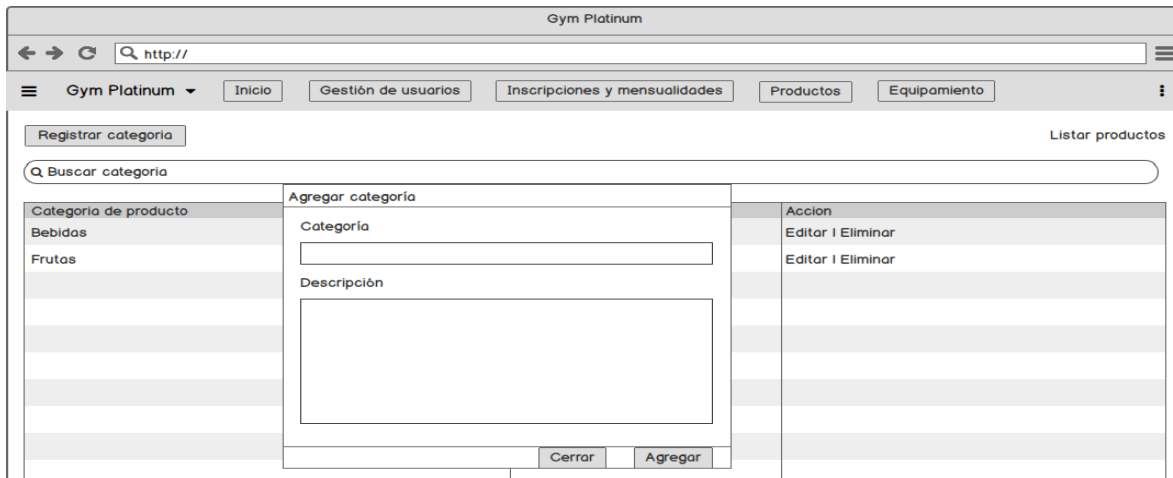 Gym Platinum
http://
Gym Platinum Inicio Gestión de usuarios Inscripciones y mensualidades Productos Equipamiento
Registrar categoria Listar productos
Buscar categoria
Agregar categoría
Categoria de producto Accion
Categoría
Bebidas Editar | Eliminar
Frutas Editar | Eliminar
Descripción
Cerrar Agregar